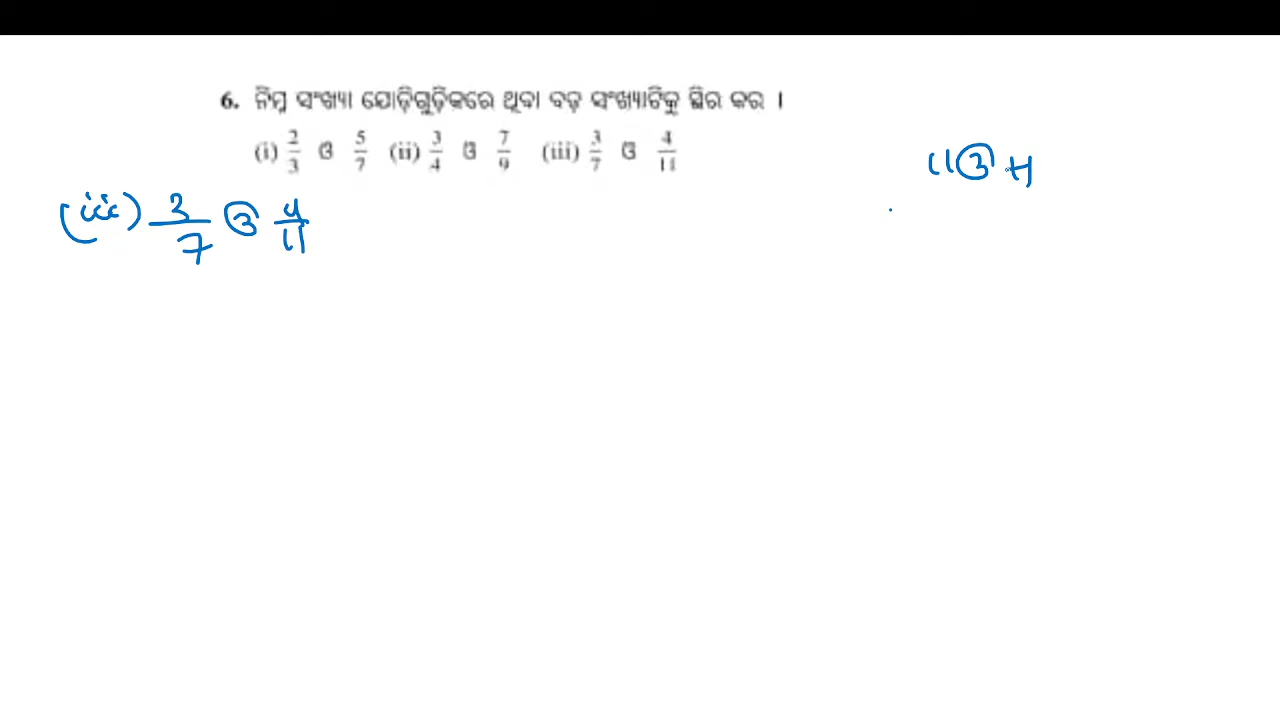 6. ନିମ୍ନ ସଂଖ୍ୟା ଯୋଡ଼ିଗୁଡ଼ିକରେ ଥିବା ବଡ଼ ସଂଖ୍ୟାଟିକୁ ସ୍ଥିର କର ।
(i) 2/3 ଓ 5/7 (ii) 3/4 ଓ 7/9 (iii) 3/7 ଓ 4/11
11 ଓ
(iii) 3/7 ଓ 4/11